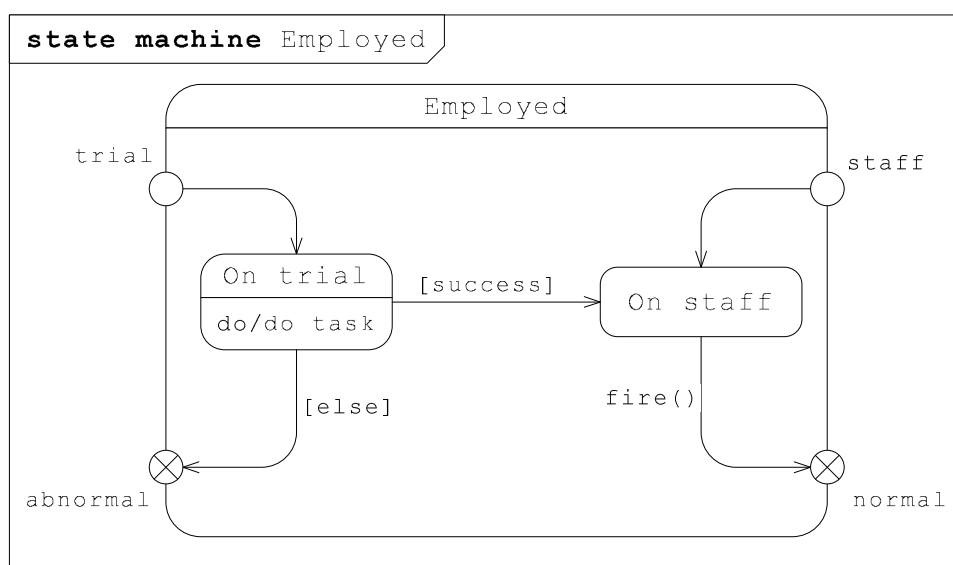 state machine Employed
Employed
trial
staff
On trial
do/do task
[success]
On staff
[else]
fire()
abnormal
normal